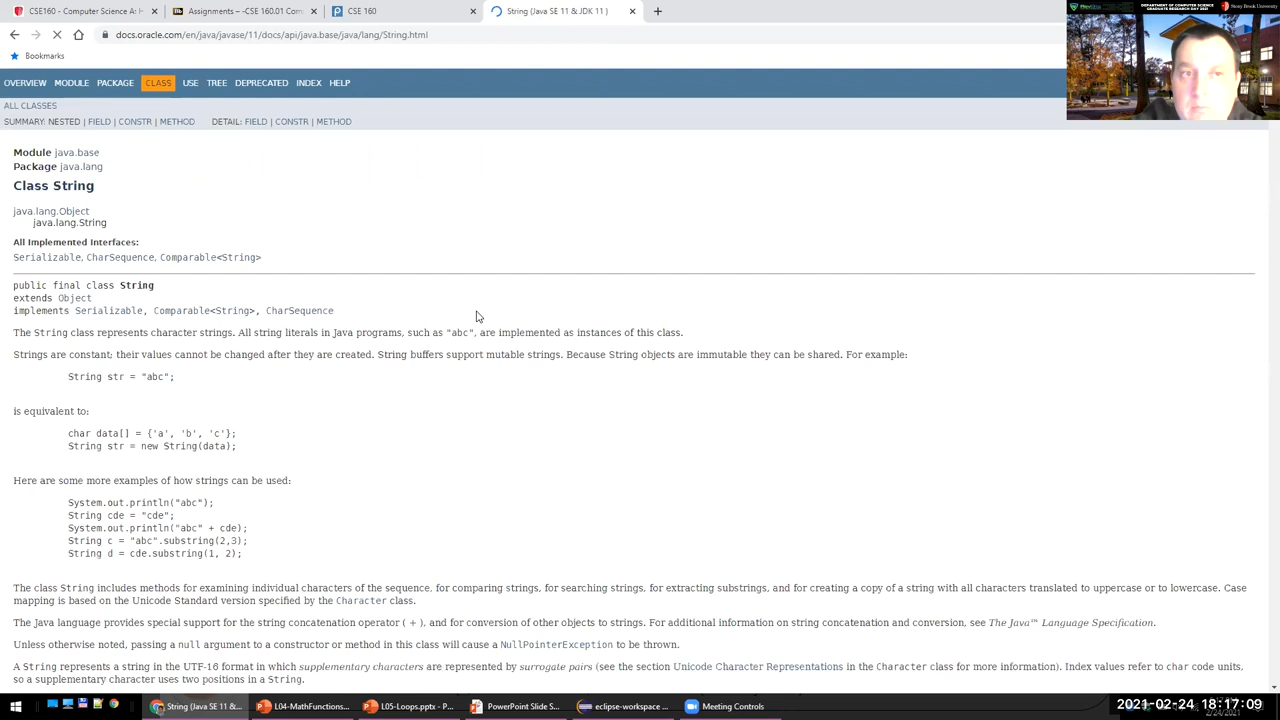 CSE160 - Computer Science A:
Assignments – CSE 160.01 Com
CSE 160
String (Java SE 11 & JDK 11 )
docs.oracle.com/en/java/javase/11/docs/api/java.base/java/lang/String.html
Bookmarks
DEPARTMENT OF COMPUTER SCIENCE
GRADUATE RESEARCH DAY 2021
Stony Brook University
OVERVIEW MODULE PACKAGE CLASS USE TREE DEPRECATED INDEX HELP
ALL CLASSES
SUMMARY: NESTED | FIELD | CONSTR | METHOD DETAIL: FIELD | CONSTR | METHOD
Module java.base
Package java.lang
Class String
java.lang.Object
java.lang.String
All Implemented Interfaces:
Serializable, CharSequence, Comparable<String>
public final class String
extends Object
implements Serializable, Comparable<String>, CharSequence
The String class represents character strings. All string literals in Java programs, such as "abc", are implemented as instances of this class.
Strings are constant; their values cannot be changed after they are created. String buffers support mutable strings. Because String objects are immutable they can be shared. For example:
String str = "abc";
is equivalent to:
char data[] = {'a', 'b', 'c'};
String str = new String(data);
Here are some more examples of how strings can be used:
System.out.println("abc");
String cde = "cde";
System.out.println("abc" + cde);
String c = "abc".substring(2,3);
String d = cde.substring(1, 2);
The class String includes methods for examining individual characters of the sequence, for comparing strings, for searching strings, for extracting substrings, and for creating a copy of a string with all characters translated to uppercase or to lowercase. Case
mapping is based on the Unicode Standard version specified by the Character class.
The Java language provides special support for the string concatenation operator ( + ), and for conversion of other objects to strings. For additional information on string concatenation and conversion, see The Java™ Language Specification.
Unless otherwise noted, passing a null argument to a constructor or method in this class will cause a NullPointerException to be thrown.
A String represents a string in the UTF-16 format in which supplementary characters are represented by surrogate pairs (see the section Unicode Character Representations in the Character class for more information). Index values refer to char code units,
so a supplementary character uses two positions in a String.
String (Java SE 11 &...
L04-MathFunctions...
L05-Loops.pptx - P...
PowerPoint Slide S...
eclipse-workspace ...
Meeting Controls
2021-02-24 18:17:09